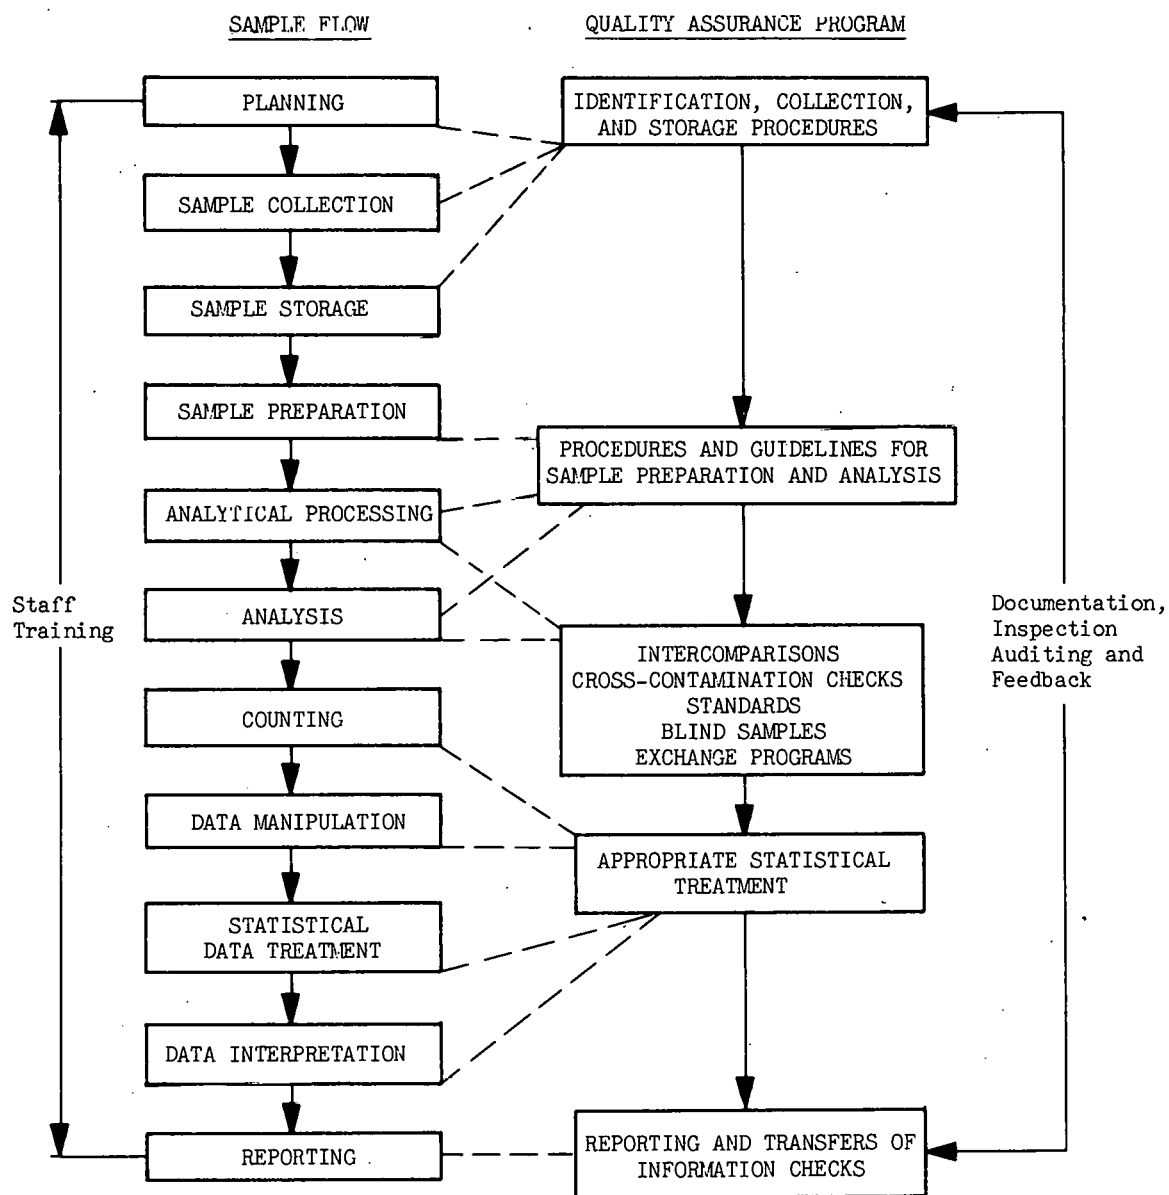 SAMPLE FLOW
PLANNING
SAMPLE COLLECTION
SAMPLE STORAGE
SAMPLE PREPARATION
ANALYTICAL PROCESSING
ANALYSIS
COUNTING
DATA MANIPULATION
STATISTICAL
DATA TREATMENT
DATA INTERPRETATION
REPORTING
Staff
Training
QUALITY ASSURANCE PROGRAM
IDENTIFICATION, COLLECTION,
AND STORAGE PROCEDURES
PROCEDURES AND GUIDELINES FOR
SAMPLE PREPARATION AND ANALYSIS
INTERCOMPARISONS
CROSS-CONTAMINATION CHECKS
STANDARDS
BLIND SAMPLES
EXCHANGE PROGRAMS
APPROPRIATE STATISTICAL
TREATMENT
REPORTING AND TRANSFERS OF
INFORMATION CHECKS
Documentation,
Inspection
Auditing and
Feedback